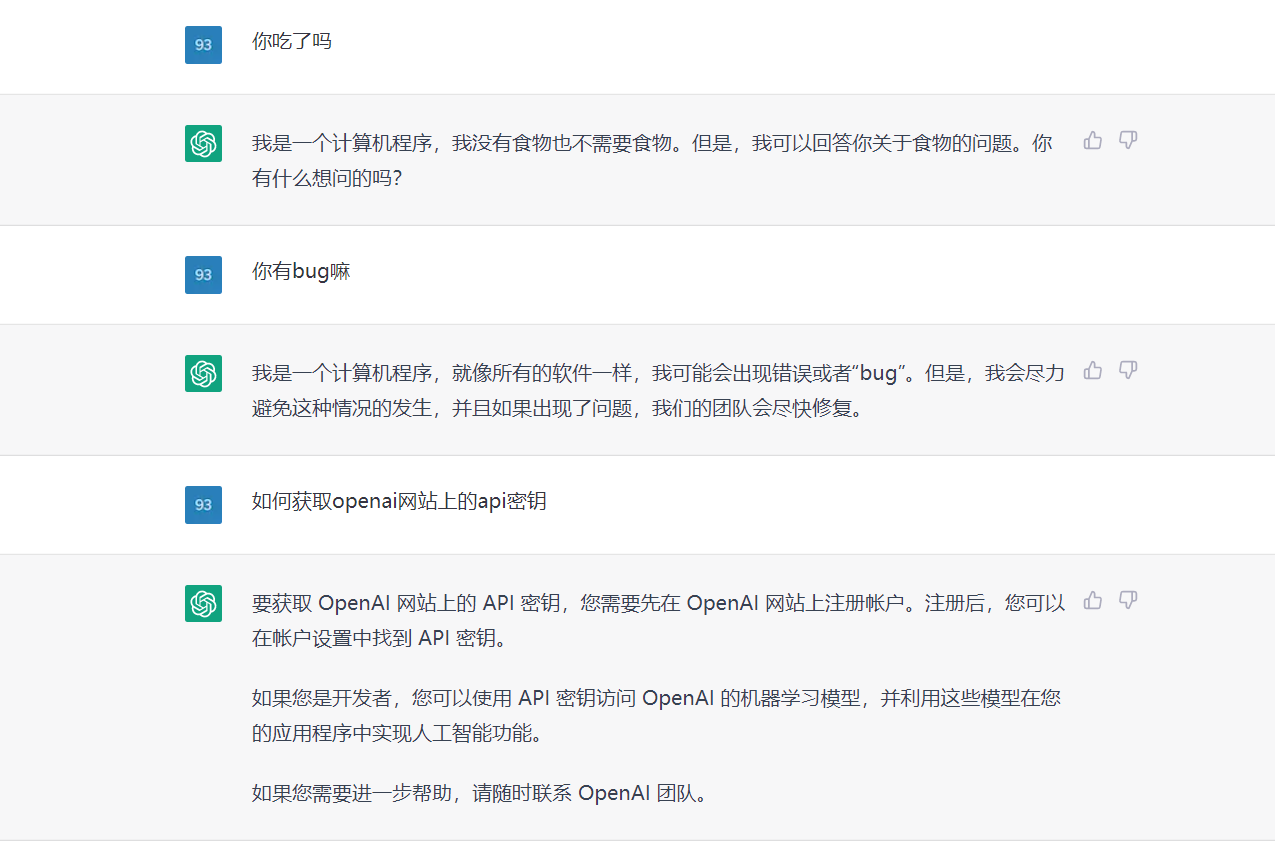 93
你吃了吗
我是一个计算机程序，我没有食物也不需要食物。但是，我可以回答你关于食物的问题。你
有什么想问的吗?
93
你有bug嘛
我是一个计算机程序，就像所有的软件一样，我可能会出现错误或者“bug”。但是，我会尽力
避免这种情况的发生，并且如果出现了问题，我们的团队会尽快修复。
93
如何获取openai网站上的api密钥
要获取 OpenAI 网站上的 API 密钥，您需要先在 OpenAI 网站上注册帐户。注册后，您可以
在帐户设置中找到 API 密钥。
如果您是开发者，您可以使用 API 密钥访问 OpenAI 的机器学习模型，并利用这些模型在您
的应用程序中实现人工智能功能。
如果您需要进一步帮助，请随时联系 OpenAI 团队。